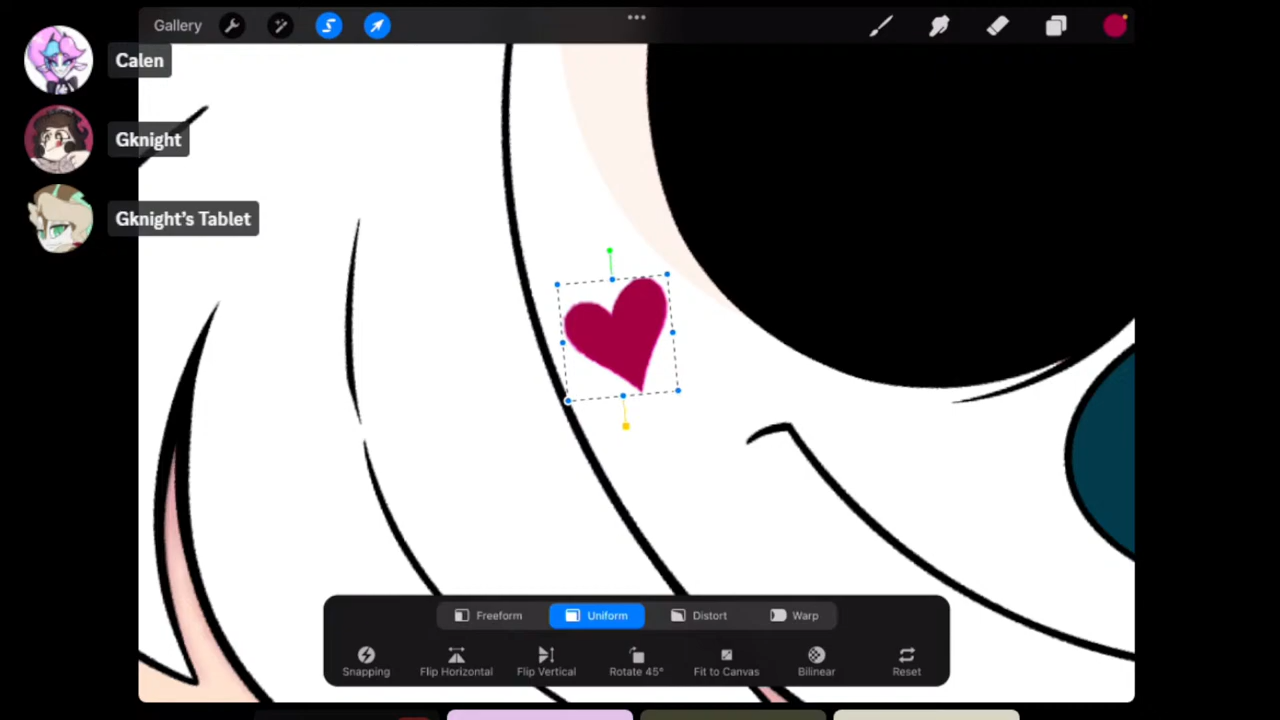 Gallery
Calen
Gknight
Gknight's Tablet
Freeform Uniform Distort Warp
Snapping Flip Horizontal Flip Vertical Rotate 45° Fit to Canvas Bilinear Reset